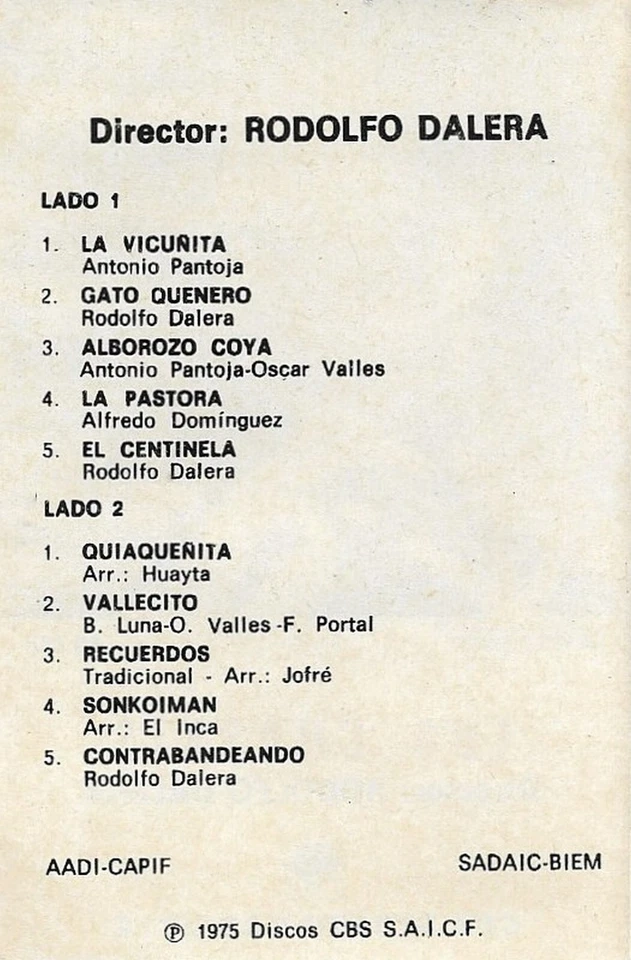 Director: RODOLFO DALERA
LADO 1
1. LA VICUÑITA
Antonio Pantoja
2. GATO QUENERO
Rodolfo Dalera
3. ALBOROZO COYA
Antonio Pantoja-Oscar Valles
4. LA PASTORA
Alfredo Domínguez
5. EL CENTINELA
Rodolfo Dalera
LADO 2
1. QUIAQUEÑITA
Arr.: Huayta
2. VALLECITO
B. Luna-O. Valles-F. Portal
3. RECUERDOS
Tradicional - Arr.: Jofré
4. SONKOIMAN
Arr.: El Inca
5. CONTRABANDEANDO
Rodolfo Dalera
AADI-CAPIF SADAIC-BIEM
℗ 1975 Discos CBS S.A.I.C.F.